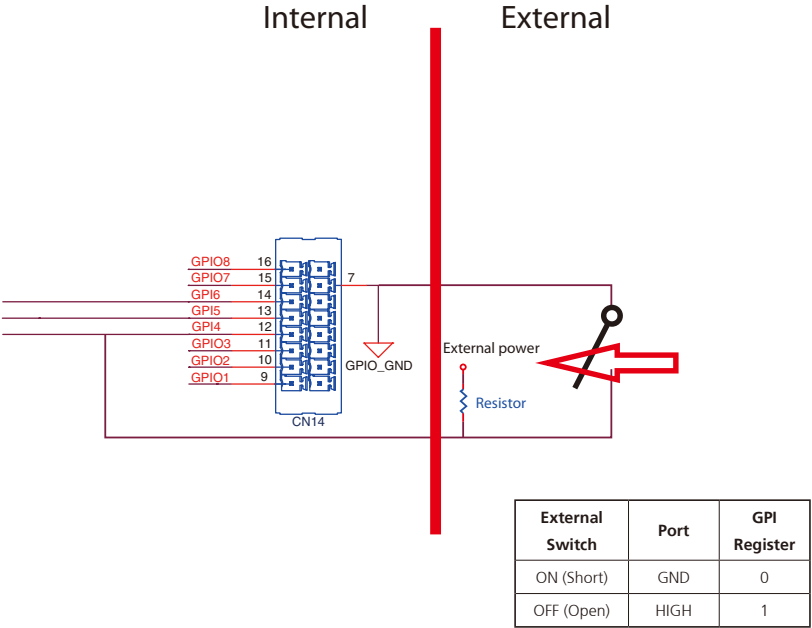 Internal
External
GPIO8 16
GPIO7 15
7
GPI6 14
GPI5 13
GPI4 12
GPIO3 11
GPIO2 10
GPIO1 9
GPIO_GND
CN14
External power
Resistor
External Switch Port GPI Register
ON (Short) GND 0
OFF (Open) HIGH 1